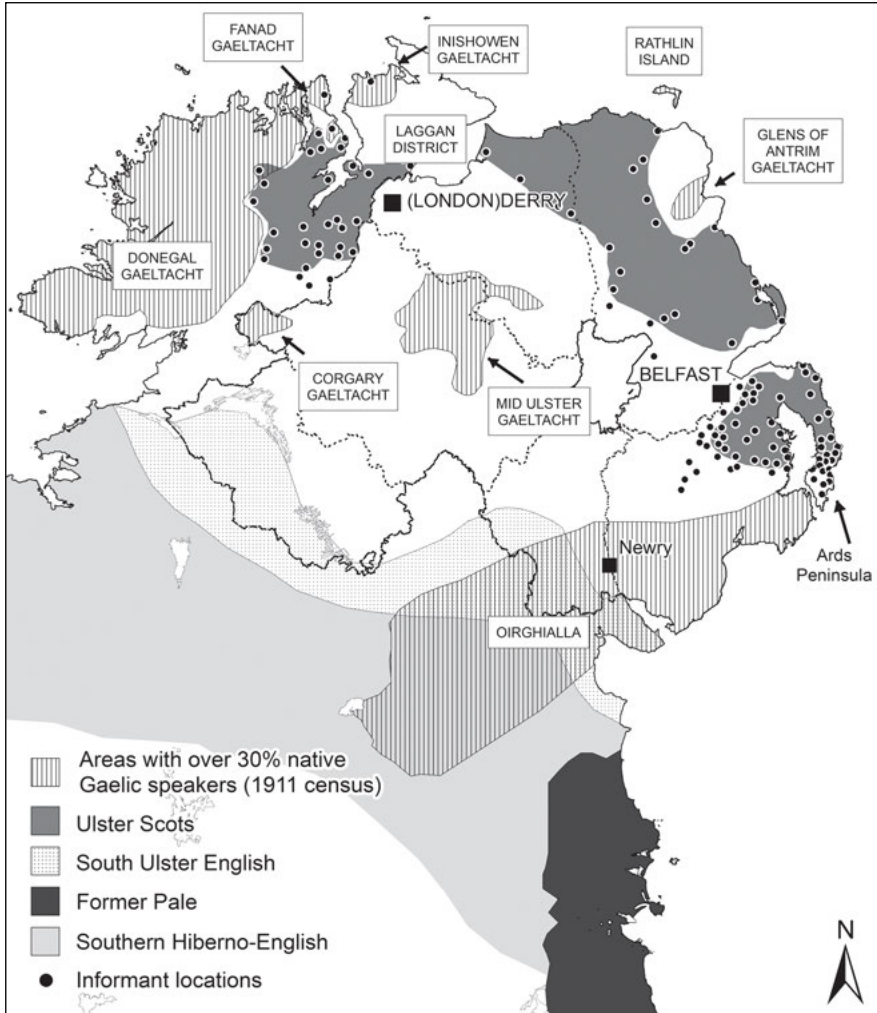 FANAD
GAELTACHT
INISHOWEN
GAELTACHT
RATHLIN
ISLAND
LAGGAN
DISTRICT
GLENS OF
ANTRIM
GAELTACHT
(LONDON)DERRY
DONEGAL
GAELTACHT
CORGARY
GAELTACHT
MID ULSTER
GAELTACHT
BELFAST
Newry
Ards
Peninsula
OIRGHIALLA
Areas with over 30% native
Gaelic speakers (1911 census)
Ulster Scots
South Ulster English
Former Pale
Southern Hiberno-English
Informant locations
N